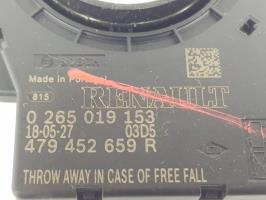 BOSCH
Made in Portugal
815 RENAULT
0 265 019 153
18-05-27 03D5
479 452 659 R
THROW AWAY IN CASE OF FREE FALL